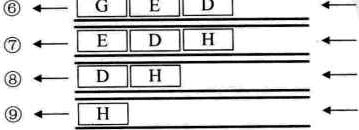 ⑥ G E D
⑦ E D H
⑧ D H
⑨ H